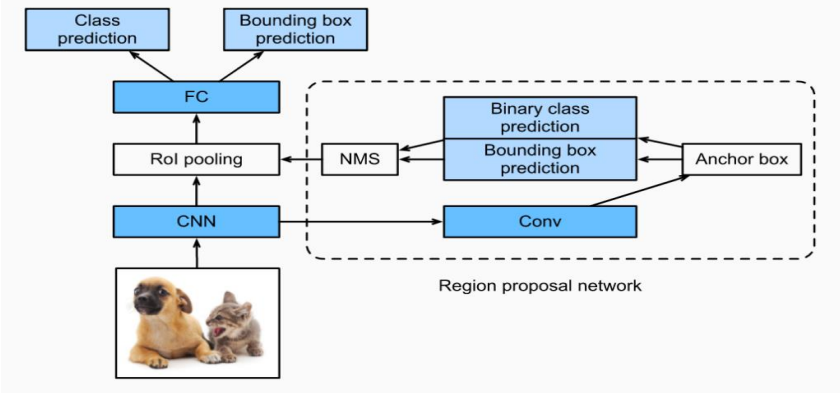 Class
prediction
Bounding box
prediction
FC
Binary class
prediction
RoI pooling
NMS
Bounding box
prediction
Anchor box
CNN
Conv
Region proposal network